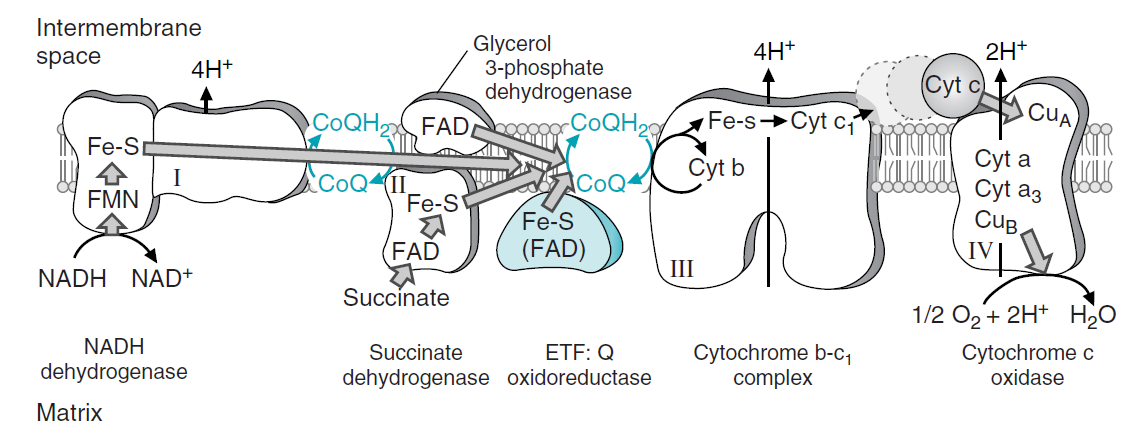 Intermembrane
space
4H+
Glycerol
3-phosphate
dehydrogenase
4H+
2H+
Cyt c
CoQH2
FAD
CoQH2
Fe-s
Cyt c1
CuA
Fe-S
I
CoQ
II
Fe-S
CoQ
Cyt b
Cyt a
Cyt a3
CuB
FMN
Fe-S
(FAD)
FAD
III
IV
NADH
NAD+
Succinate
1/2 O2 + 2H+
H2O
NADH
dehydrogenase
Succinate
dehydrogenase
ETF: Q
oxidoreductase
Cytochrome b-c1
complex
Cytochrome c
oxidase
Matrix